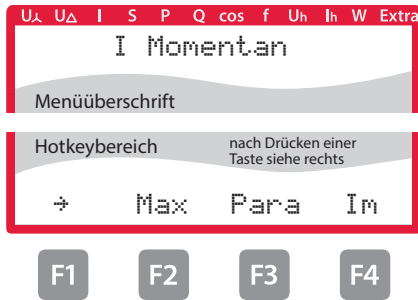 U⅄ U△ I S P Q cos f Uh Ih W Extra
I Momentan
Menüüberschrift
Hotkeybereich
nach Drücken einer
Taste siehe rechts
→ Max Para Im
F1 F2 F3 F4